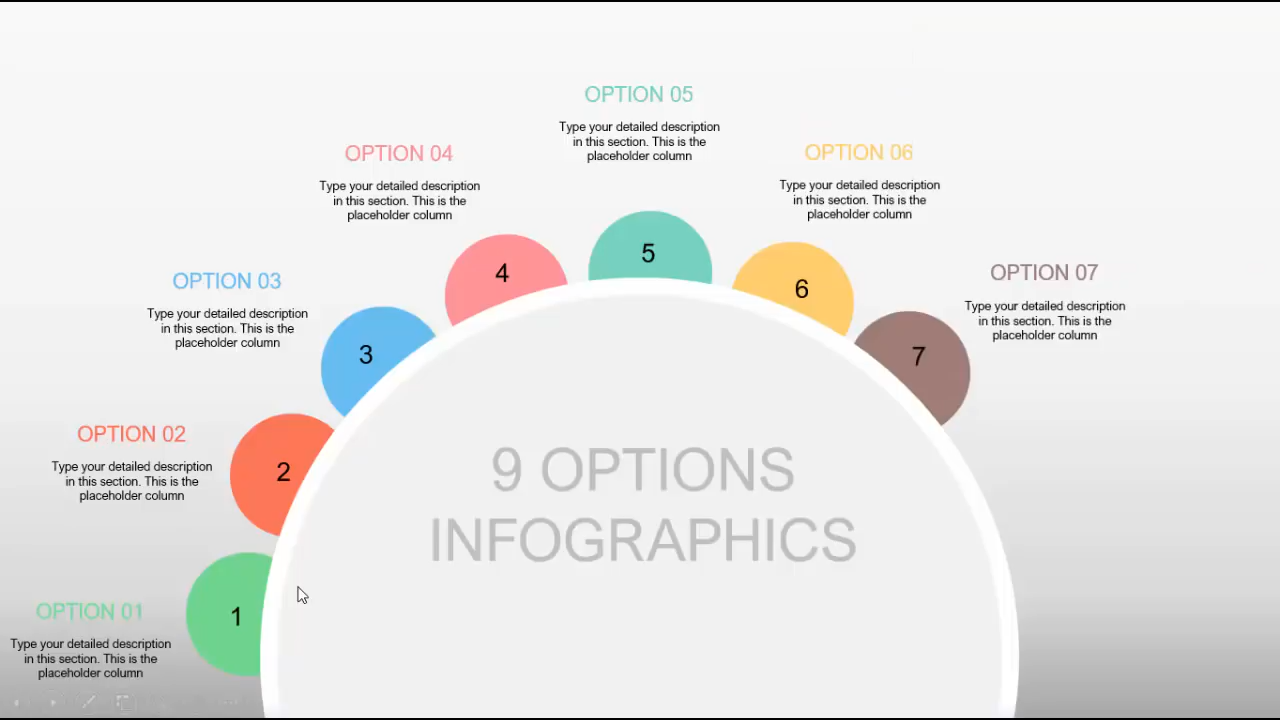 OPTION 05
Type your detailed description
in this section. This is the
placeholder column
OPTION 04
Type your detailed description
in this section. This is the
placeholder column
OPTION 06
Type your detailed description
in this section. This is the
placeholder column
OPTION 03
Type your detailed description
in this section. This is the
placeholder column
OPTION 07
Type your detailed description
in this section. This is the
placeholder column
OPTION 02
Type your detailed description
in this section. This is the
placeholder column
OPTION 01
Type your detailed description
in this section. This is the
placeholder column
1
2
3
4
5
6
7
9 OPTIONS
INFOGRAPHICS